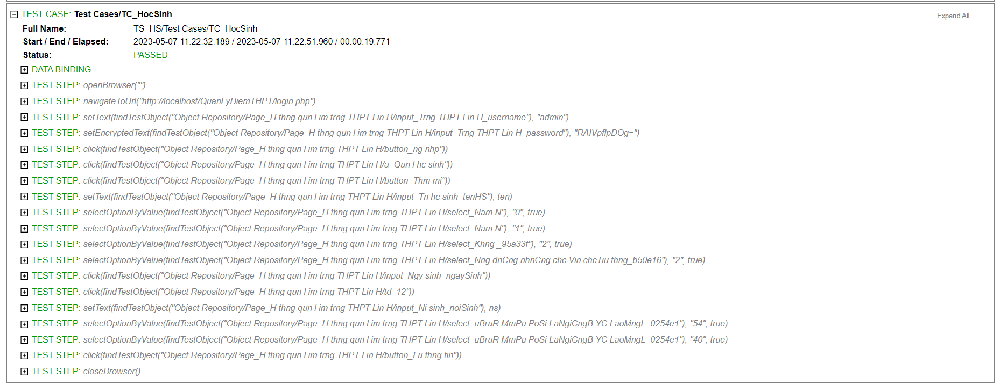 TEST CASE: Test Cases/TC_HocSinh
Expand All
Full Name: TS_HS/Test Cases/TC_HocSinh
Start / End / Elapsed: 2023-05-07 11:22:32.189 / 2023-05-07 11:22:51.960 / 00:00:19.771
Status: PASSED
DATA BINDING:
TEST STEP: openBrowser("")
TEST STEP: navigateToUrl("http://localhost/QuanLyDiemTHPT/login.php")
TEST STEP: setText(findTestObject("Object Repository/Page_H thng qun l im trng THPT Lin H/input_Trng THPT Lin H_username"), "admin")
TEST STEP: setEncryptedText(findTestObject("Object Repository/Page_H thng qun l im trng THPT Lin H/input_Trng THPT Lin H_password"), "RAIVpflpDOg=")
TEST STEP: click(findTestObject("Object Repository/Page_H thng qun l im trng THPT Lin H/button_ng nhp"))
TEST STEP: click(findTestObject("Object Repository/Page_H thng qun l im trng THPT Lin H/a_Qun l hc sinh"))
TEST STEP: click(findTestObject("Object Repository/Page_H thng qun l im trng THPT Lin H/button_Thm mi"))
TEST STEP: setText(findTestObject("Object Repository/Page_H thng qun l im trng THPT Lin H/input_Tn hc sinh_tenHS"), ten)
TEST STEP: selectOptionByValue(findTestObject("Object Repository/Page_H thng qun l im trng THPT Lin H/select_Nam N"), "0", true)
TEST STEP: selectOptionByValue(findTestObject("Object Repository/Page_H thng qun l im trng THPT Lin H/select_Nam N"), "1", true)
TEST STEP: selectOptionByValue(findTestObject("Object Repository/Page_H thng qun l im trng THPT Lin H/select_Khng _95a33f"), "2", true)
TEST STEP: selectOptionByValue(findTestObject("Object Repository/Page_H thng qun l im trng THPT Lin H/select_Nng dnCng nhnCng chc Vin chcTiu thng_b50e16"), "2", true)
TEST STEP: click(findTestObject("Object Repository/Page_H thng qun l im trng THPT Lin H/input_Ngy sinh_ngaySinh"))
TEST STEP: click(findTestObject("Object Repository/Page_H thng qun l im trng THPT Lin H/td_12"))
TEST STEP: setText(findTestObject("Object Repository/Page_H thng qun l im trng THPT Lin H/input_Ni sinh_noiSinh"), ns)
TEST STEP: selectOptionByValue(findTestObject("Object Repository/Page_H thng qun l im trng THPT Lin H/select_uBruR MmPu PoSi LaNgiCngB YC LaoMngL_0254e1"), "54", true)
TEST STEP: selectOptionByValue(findTestObject("Object Repository/Page_H thng qun l im trng THPT Lin H/select_uBruR MmPu PoSi LaNgiCngB YC LaoMngL_0254e1"), "40", true)
TEST STEP: click(findTestObject("Object Repository/Page_H thng qun l im trng THPT Lin H/button_Lu thng tin"))
TEST STEP: closeBrowser()